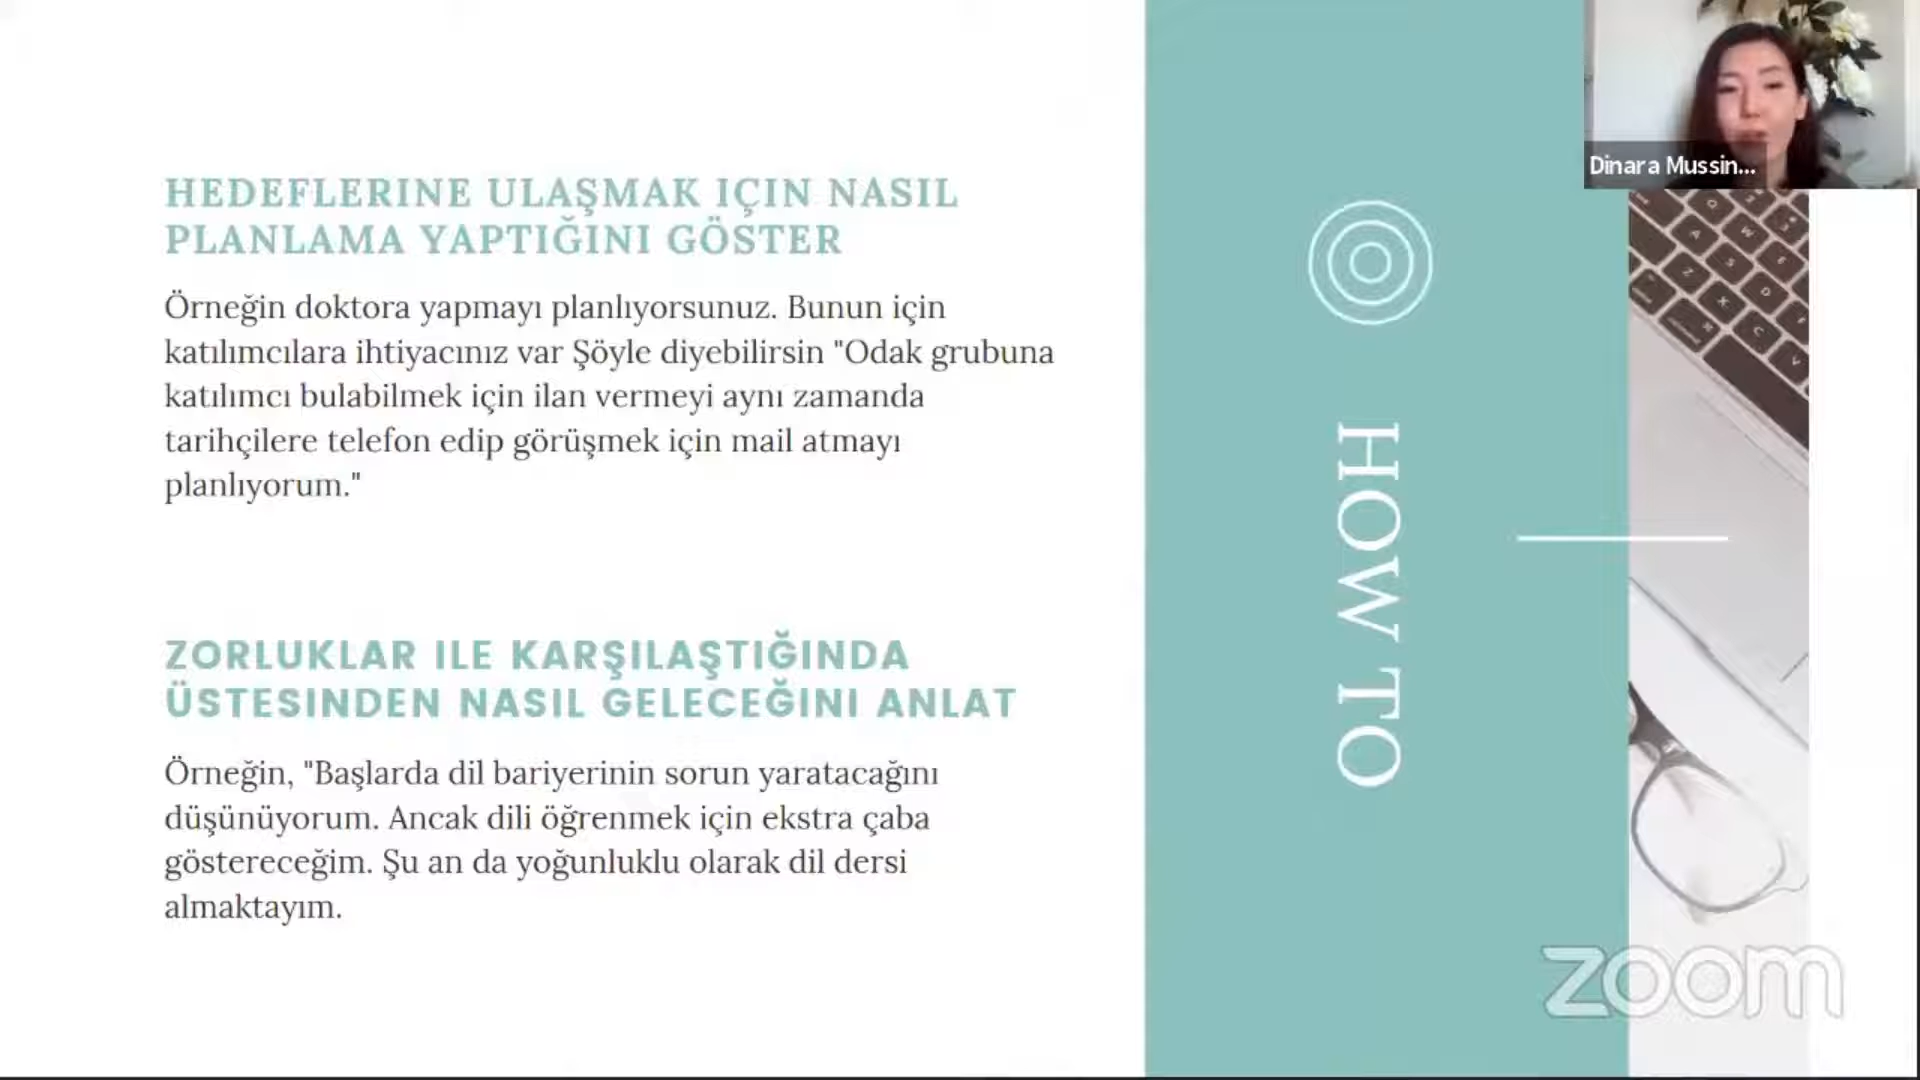 HEDEFLERINE ULAŞMAK IÇIN NASIL
PLANLAMA YAPTIĞINI GÖSTER
Örneğin doktora yapmayı planlıyorsunuz. Bunun için
katılımcılara ihtiyacınız var Şöyle diyebilirsin "Odak grubuna
katılımcı bulabilmek için ilan vermeyi aynı zamanda
tarihçilere telefon edip görüşmek için mail atmayı
planlıyorum."
ZORLUKLAR ILE KARŞILAŞTIĞINDA
ÜSTESINDEN NASIL GELECEĞINI ANLAT
Örneğin, "Başlarda dil bariyerinin sorun yaratacağını
düşünüyorum. Ancak dili öğrenmek için ekstra çaba
göstereceğim. Şu an da yoğunluklu olarak dil dersi
almaktayım.
HOW TO
Dinara Mussin...
zoom